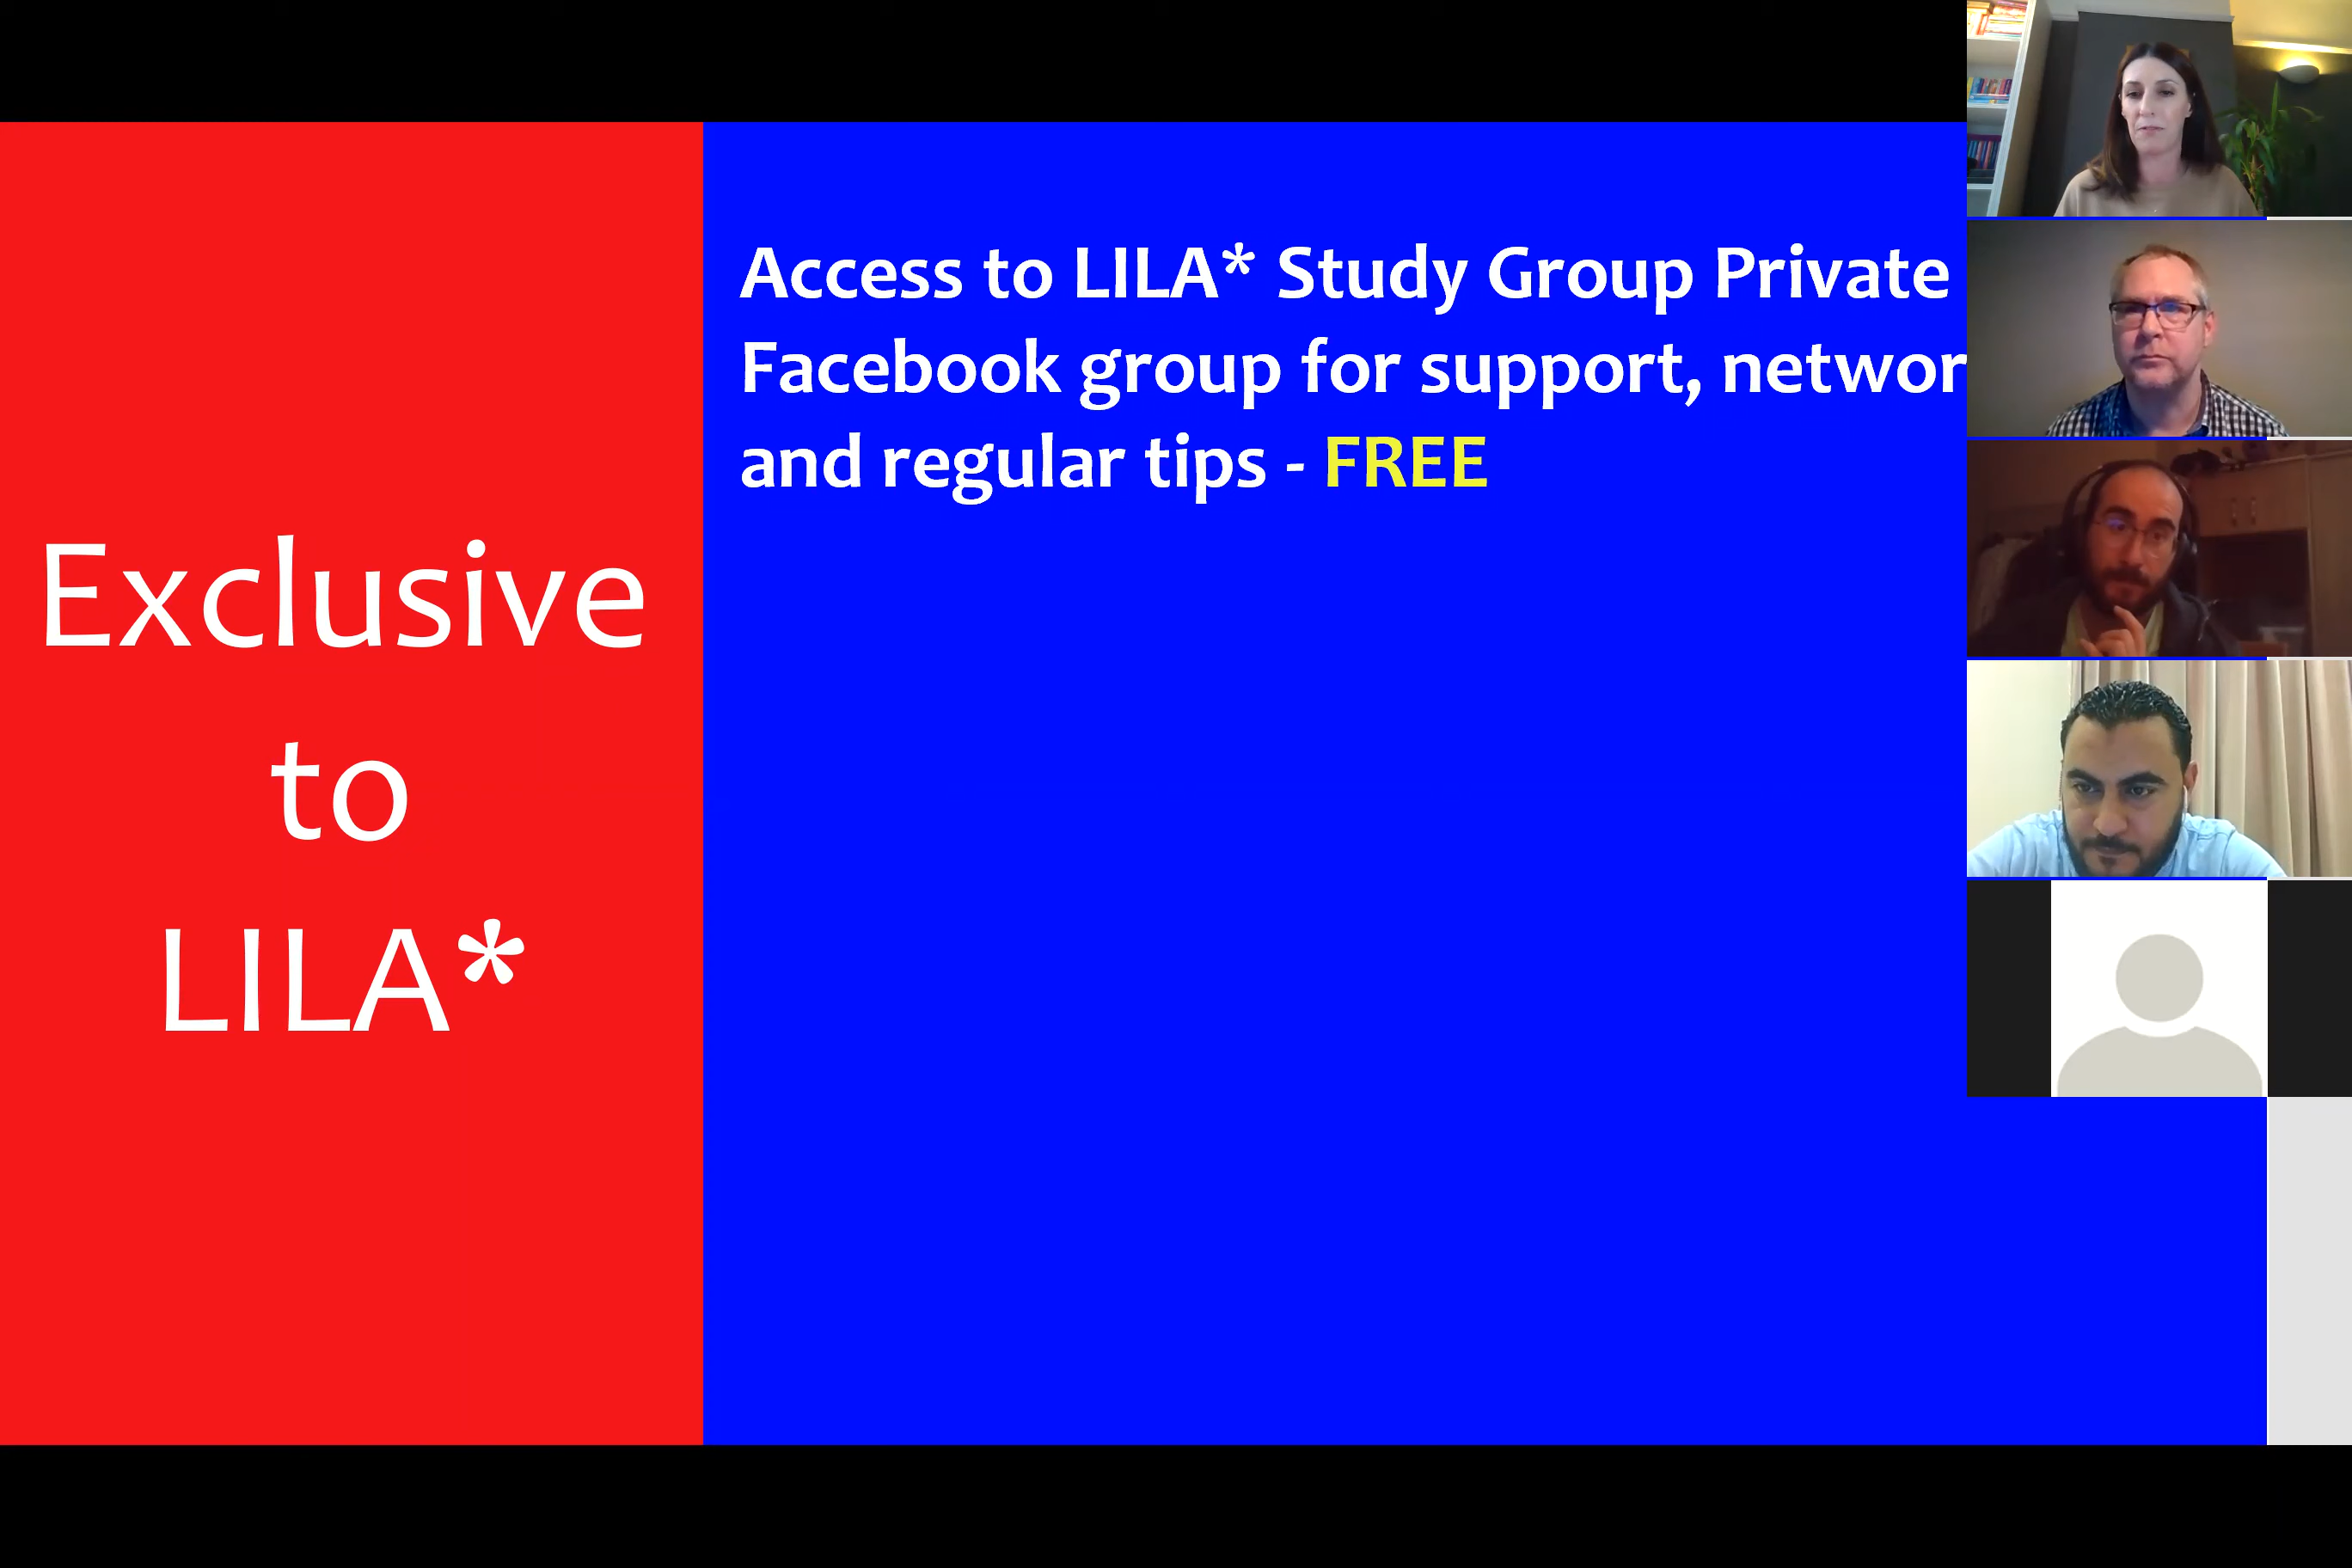 Exclusive
to
LILA*
Access to LILA* Study Group Private
Facebook group for support, networ
and regular tips - FREE